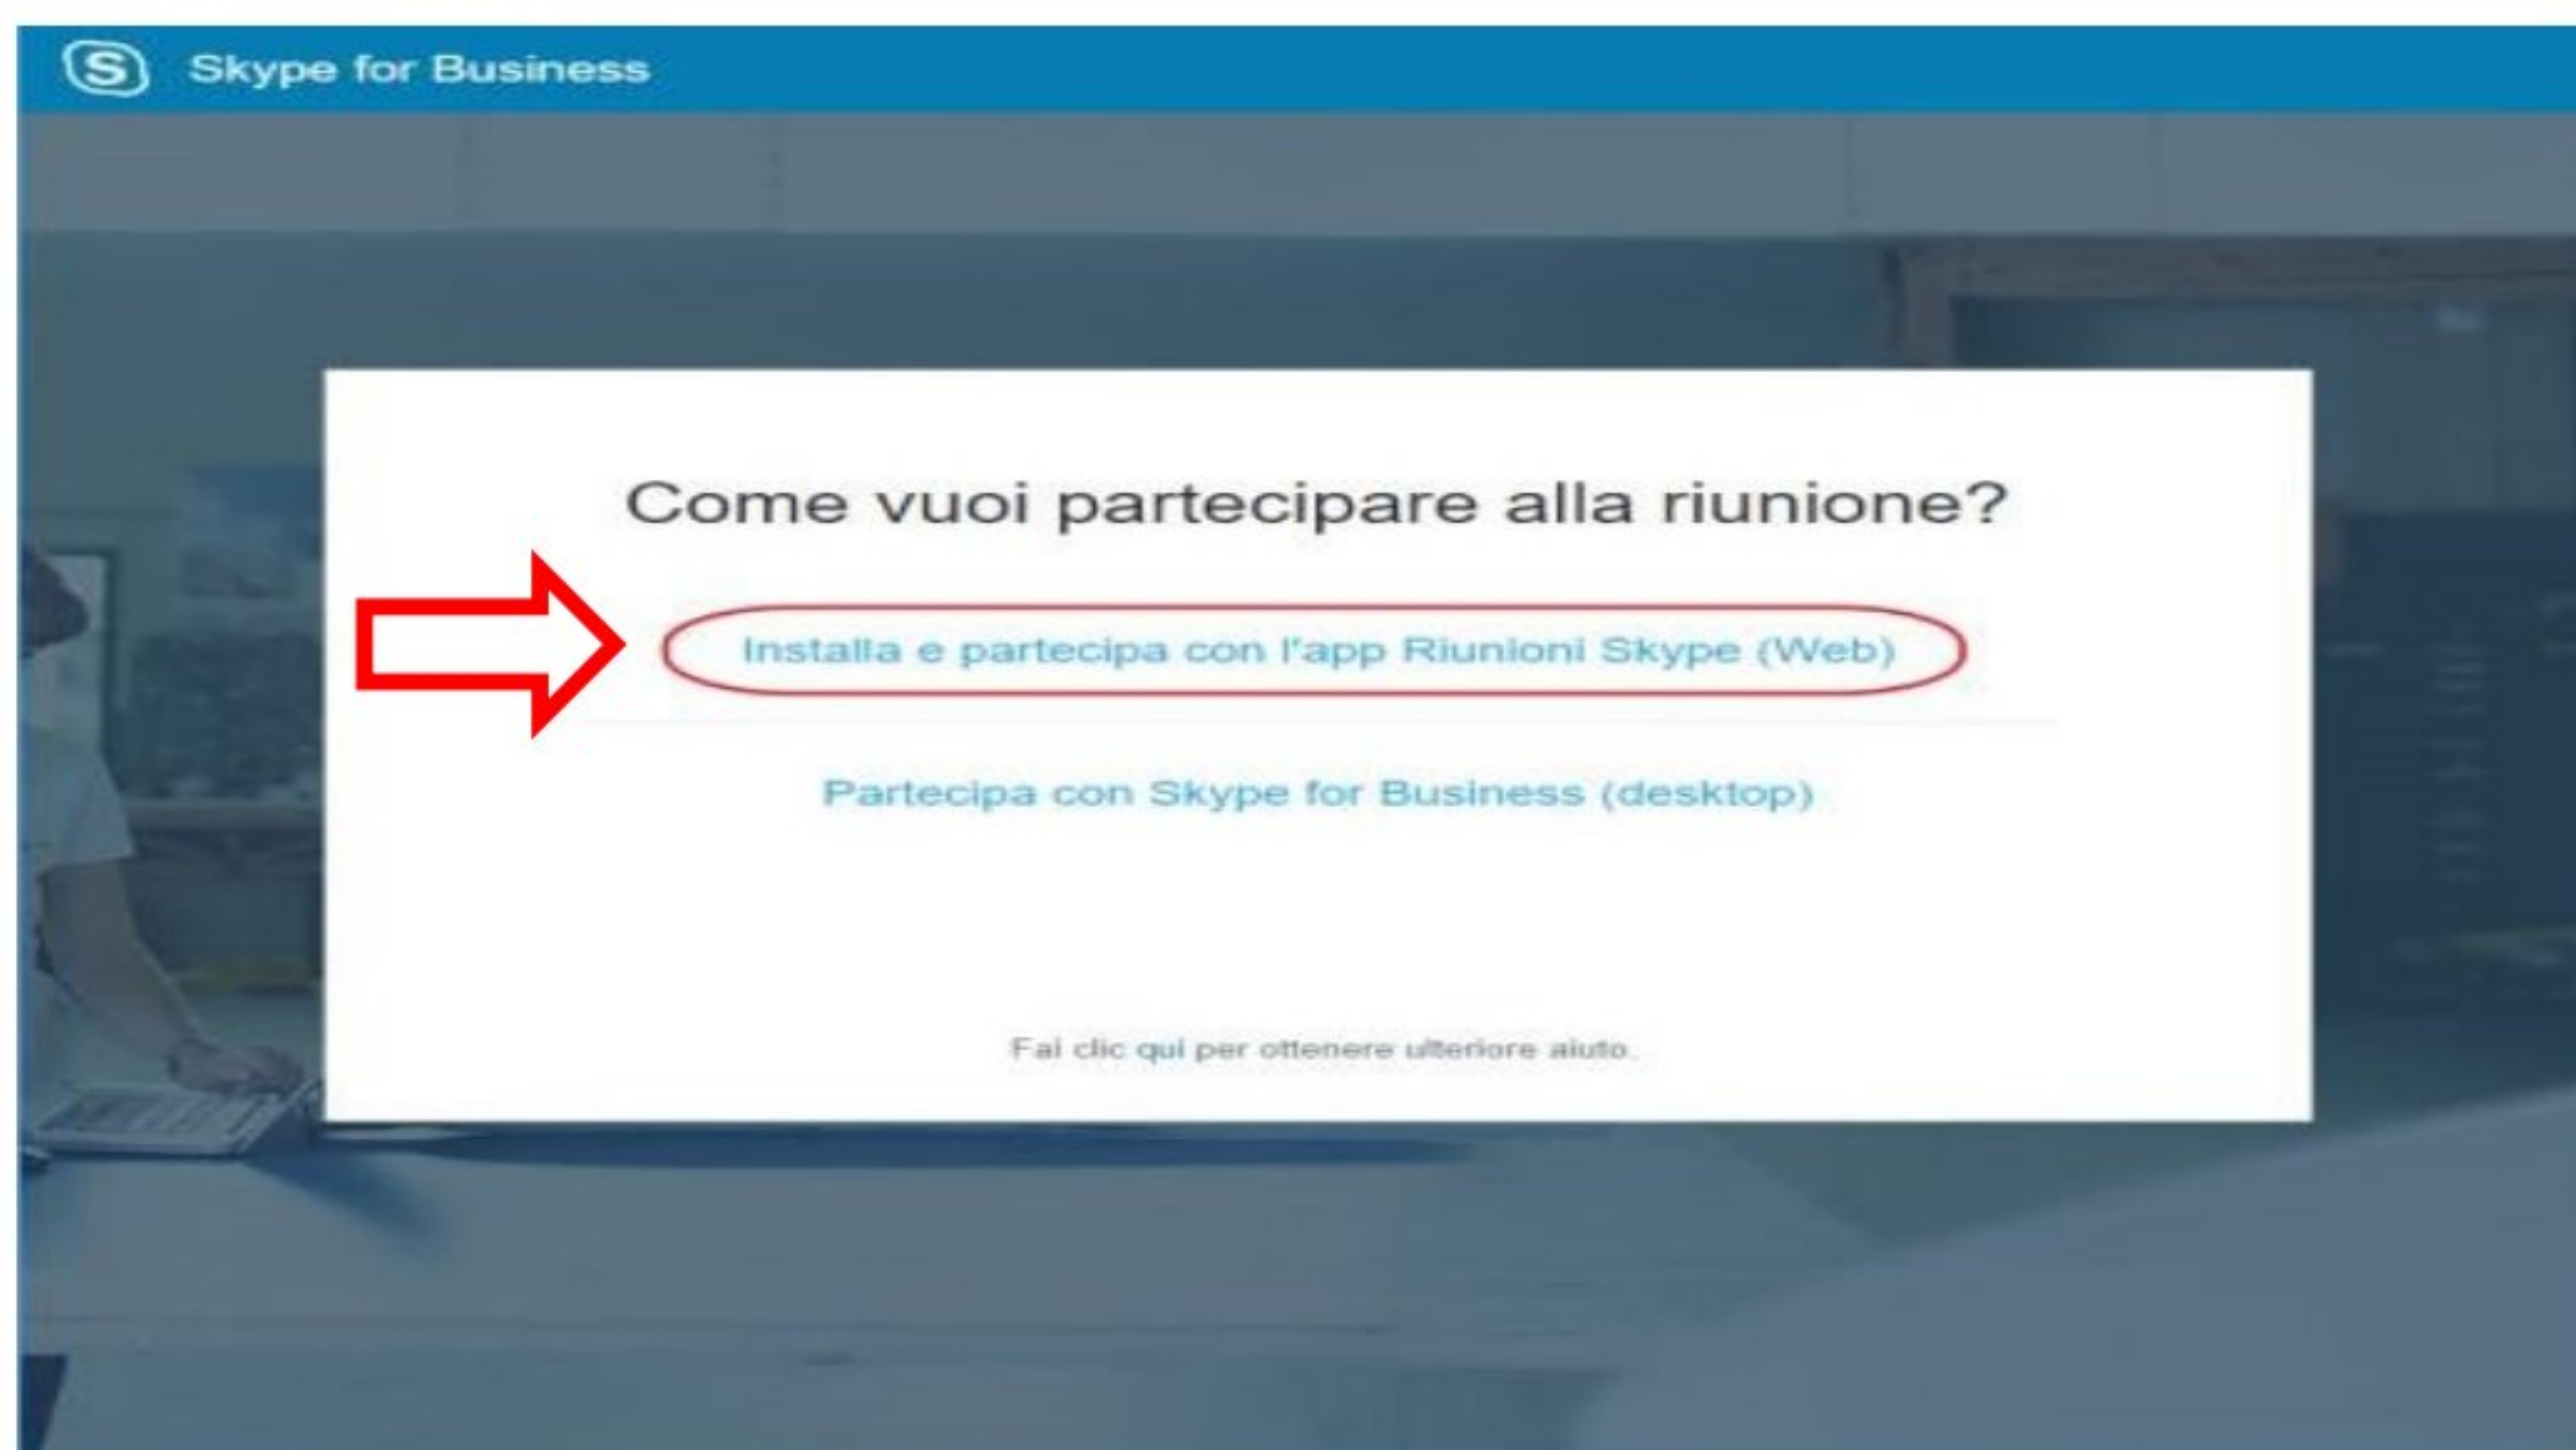 Skype for Business
Come vuoi partecipare alla riunione?
Installa e partecipa con l'app Riunioni Skype (Web)
Partecipa con Skype for Business (desktop)
Fai clic qui per ottenere ulteriore aiuto.